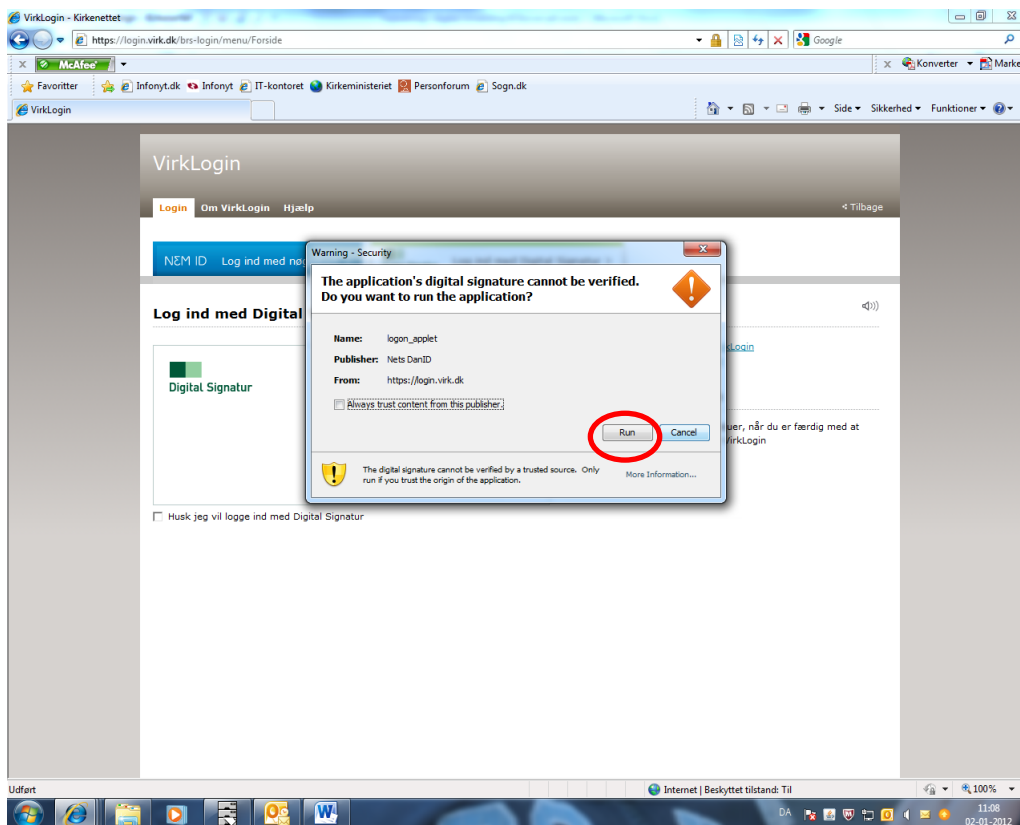 VirkLogin - Kirkenettet
https://login.virk.dk/brs-login/menu/Forside
Google
x McAfee
x Konverter Marke
Favoritter Infonyt.dk Infonyt IT-kontoret Kirkeministeriet Personforum Sogn.dk
VirkLogin
Side Sikkerhed Funktioner
VirkLogin
Login Om VirkLogin Hjælp
< Tilbage
NEM ID Log ind med nø
Warning - Security
The application's digital signature cannot be verified.
Do you want to run the application?
Log ind med Digital
Name: logon_applet
Publisher: Nets DanID
From: https://login.virk.dk
Always trust content from this publisher.
Run Cancel
The digital signature cannot be verified by a trusted source. Only
run if you trust the origin of the application.
More Information...
Digital Signatur
uer, når du er færdig med at
VirkLogin
Husk jeg vil logge ind med Digital Signatur
Udført
Internet | Beskyttet tilstand: Til
100%
DA
11:08
02-01-2012